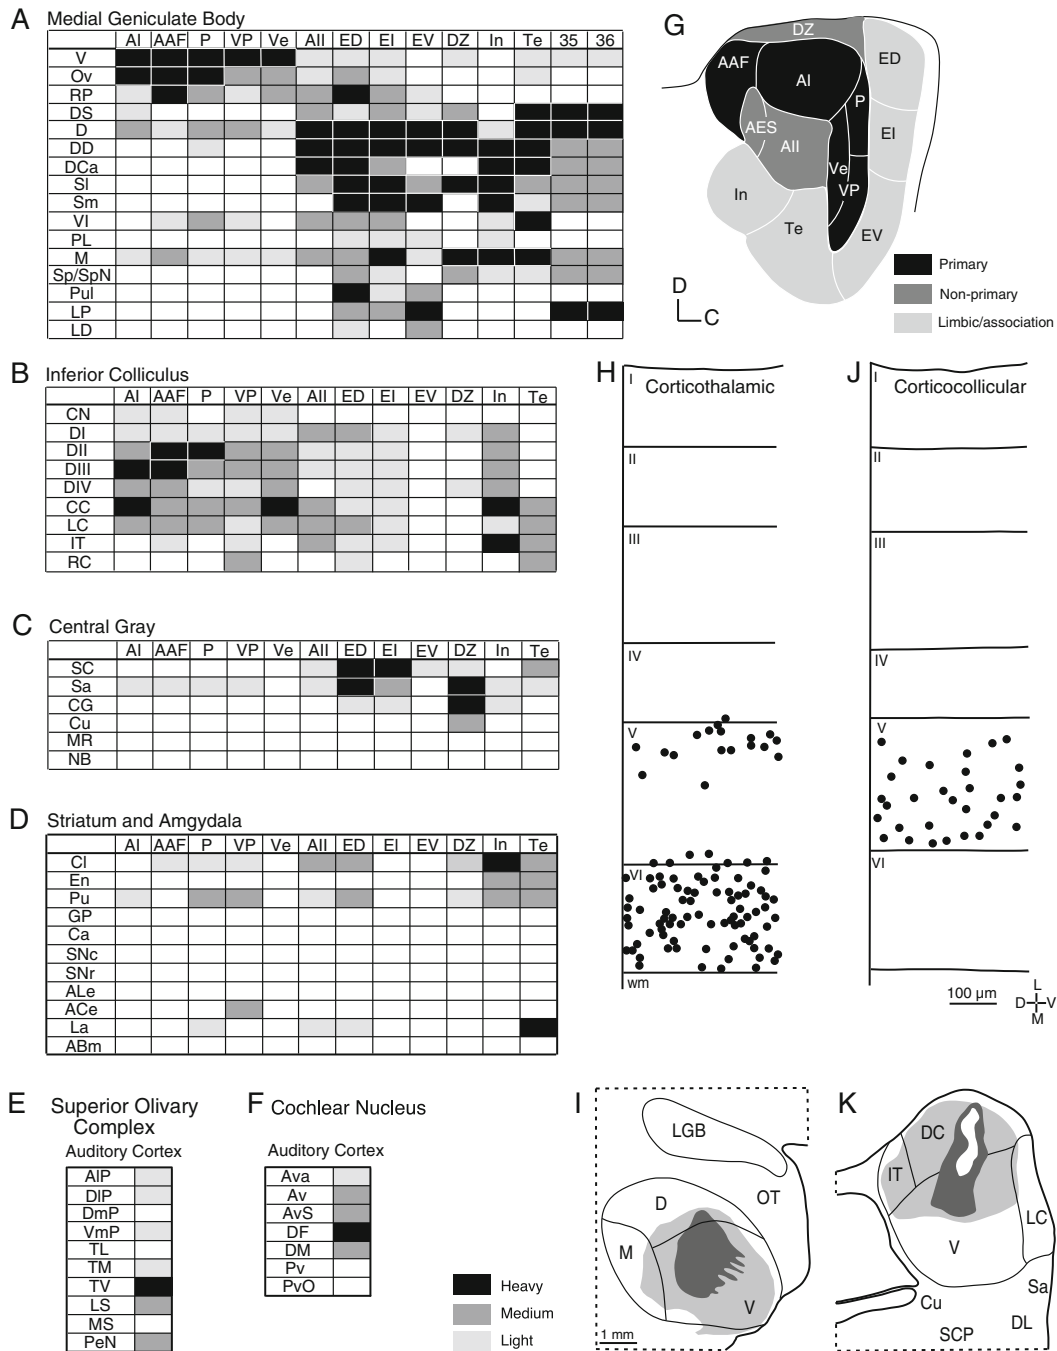 A Medial Geniculate Body
AI AAF P VP Ve AII ED EI EV DZ In Te 35 36
V
Ov
RP
DS
D
DD
DCa
Sl
Sm
Vl
PL
M
Sp/SpN
Pul
LP
LD
B Inferior Colliculus
AI AAF P VP Ve AII ED EI EV DZ In Te
CN
DI
DII
DIII
DIV
CC
LC
IT
RC
C Central Gray
AI AAF P VP Ve AII ED EI EV DZ In Te
SC
Sa
CG
Cu
MR
NB
D Striatum and Amgydala
AI AAF P VP Ve AII ED EI EV DZ In Te
Cl
En
Pu
GP
Ca
SNc
SNr
ALe
ACe
La
ABm
E Superior Olivary
Complex
Auditory Cortex
AlP
DlP
DmP
VmP
TL
TM
TV
LS
MS
PeN
F Cochlear Nucleus
Auditory Cortex
Ava
Av
AvS
DF
DM
Pv
PvO
Heavy
Medium
Light
G
DZ
AAF
AI
ED
P
AES
AII
EI
Ve
VP
In
Te
EV
D
C
Primary
Non-primary
Limbic/association
H Corticothalamic
I
II
III
IV
V
VI
wm
J Corticocollicular
I
II
III
IV
V
VI
100 µm
L
D V
M
I
LGB
OT
D
M
V
1 mm
K
DC
IT
LC
V
Sa
Cu
DL
SCP